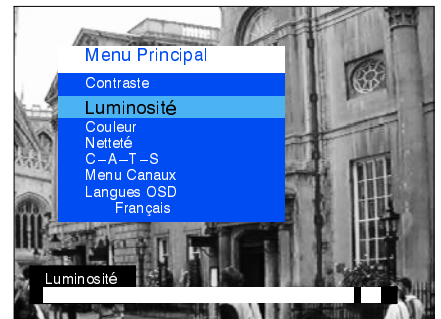 Menu Principal
Contraste
Luminosité
Couleur
Netteté
C–A–T–S
Menu Canaux
Langues OSD
Français
Luminosité